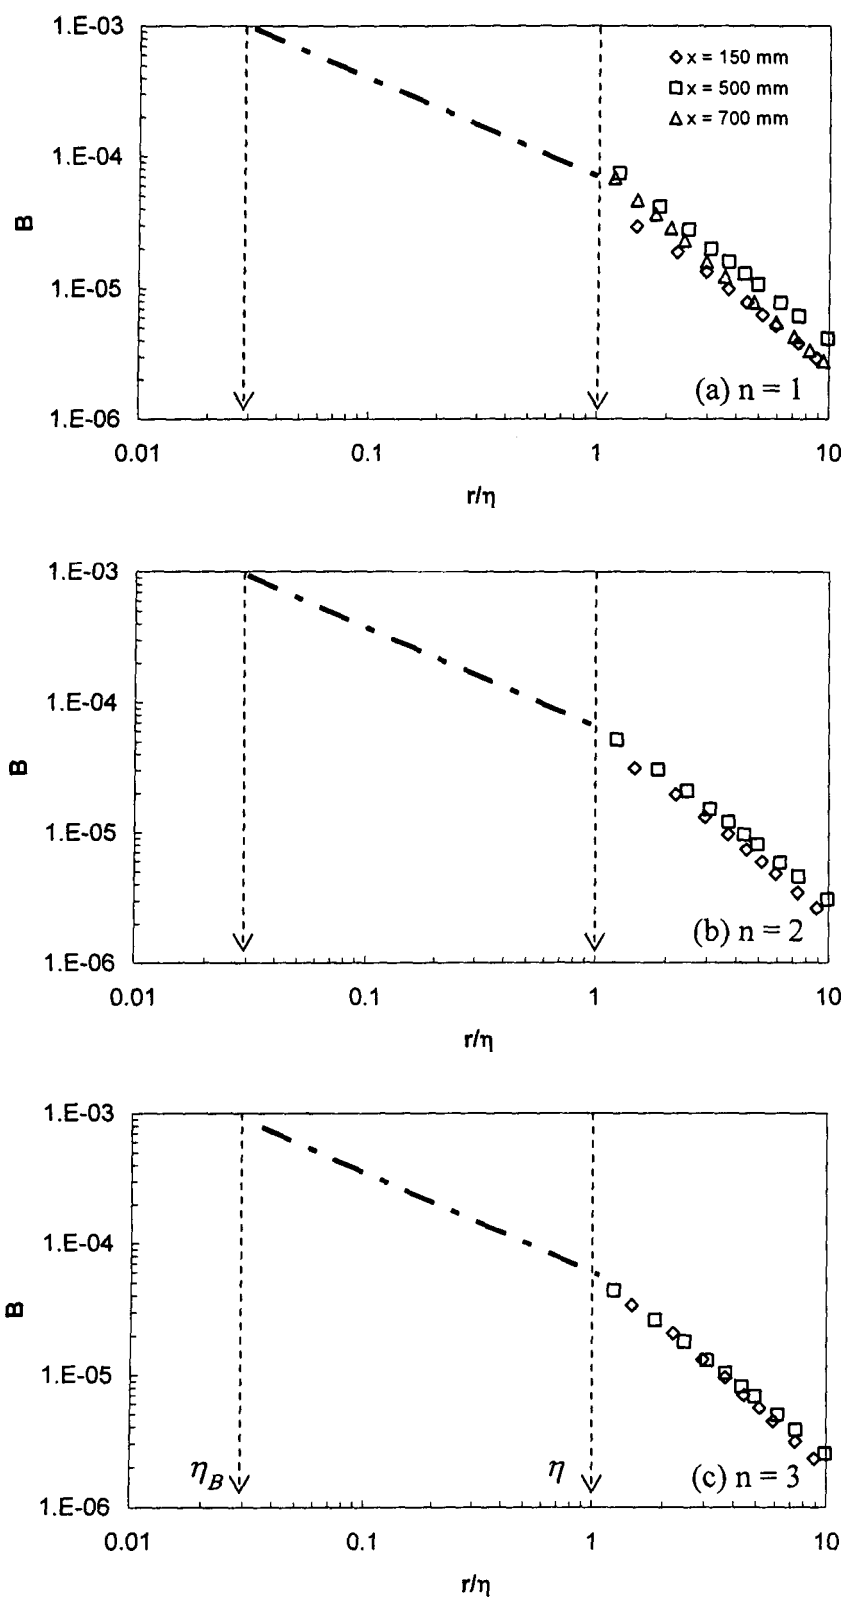 1.E-03
x = 150 mm
x = 500 mm
x = 700 mm
1.E-04
B
1.E-05
(a) n = 1
1.E-06
0.01 0.1 1 10
r/η
1.E-03
1.E-04
B
1.E-05
(b) n = 2
1.E-06
0.01 0.1 1 10
r/η
1.E-03
1.E-04
B
1.E-05
η_B η (c) n = 3
1.E-06
0.01 0.1 1 10
r/η